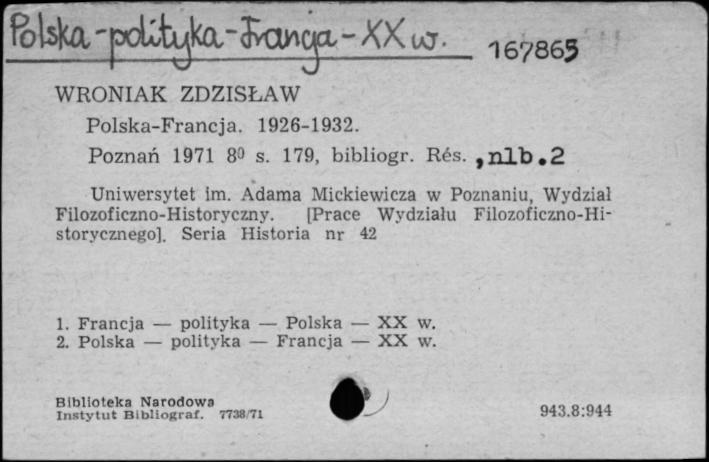 Polska-polityka-Francja-XX w.
167865
WRONIAK ZDZISŁAW
Polska-Francja. 1926-1932.
Poznań 1971 8⁰ s. 179, bibliogr. Rés. ,nlb.2
Uniwersytet im. Adama Mickiewicza w Poznaniu, Wydział
Filozoficzno-Historyczny. [Prace Wydziału Filozoficzno-Hi-
storycznego]. Seria Historia nr 42
1. Francja — polityka — Polska — XX w.
2. Polska — polityka — Francja — XX w.
Biblioteka Narodowa
Instytut Bibliograf. 7738/71
943.8:944